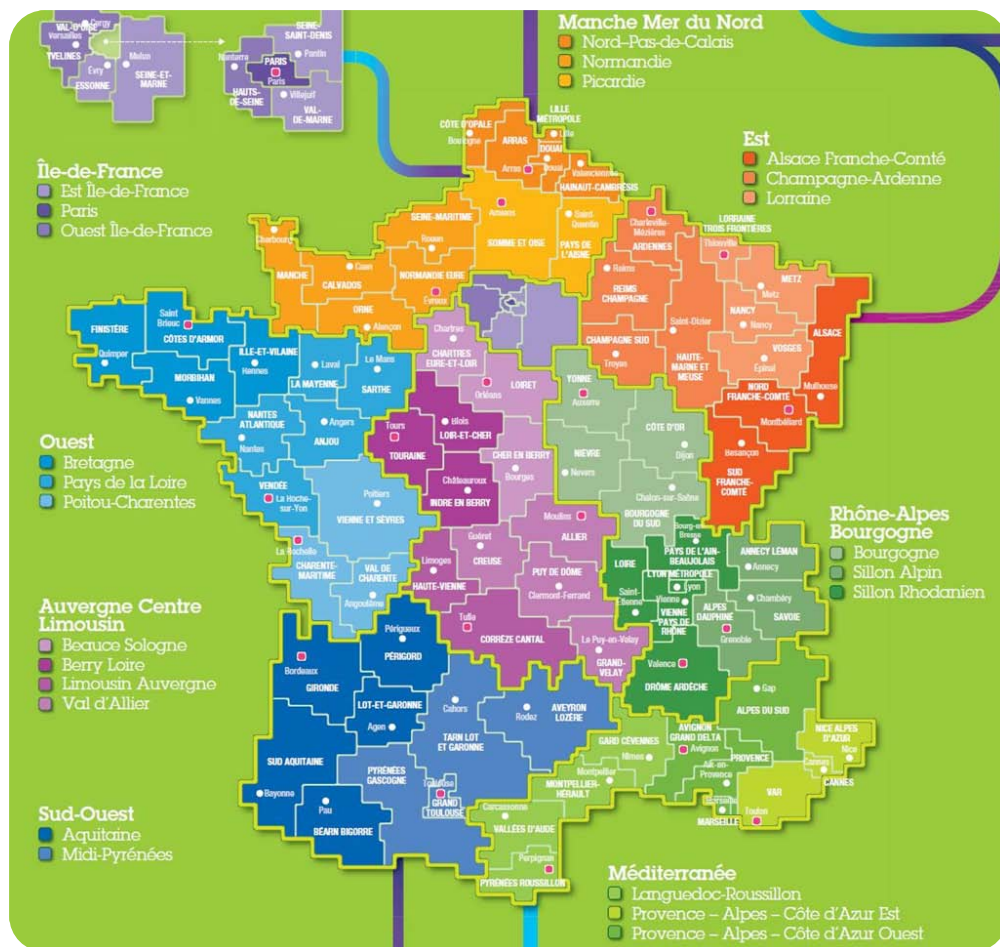 Cergy
VAL-D'OISE
Versailles
YVELINES
Evry
ESSONNE
Melun
SEINE-ET-
MARNE
SEINE-
SAINT-DENIS
Pantin
Nanterre
PARIS
Paris
HAUTS-
DE-SEINE
Villejuif
VAL-
DE-MARNE
Manche Mer du Nord
Nord-Pas-de-Calais
Normandie
Picardie
Île-de-France
Est Île-de-France
Paris
Ouest Île-de-France
Est
Alsace Franche-Comté
Champagne-Ardenne
Lorraine
CÔTE D'OPALE
Boulogne
LILLE
MÉTROPOLE
Lille
ARRAS
Arras
DOUAI
Douai
Valenciennes
HAINAUT-CAMBRÉSIS
SEINE-MARITIME
Rouen
Amiens
SOMME ET OISE
Saint
Quentin
PAYS DE
L'AISNE
Cherbourg
MANCHE
Caen
CALVADOS
NORMANDIE EURE
Evreux
ORNE
Alençon
Charleville-
Mézières
ARDENNES
LORRAINE
TROIS FRONTIÈRES
Thionville
Reims
REIMS
CHAMPAGNE
METZ
Metz
NANCY
Nancy
ALSACE
Saint-Dizier
CHAMPAGNE SUD
Troyes
HAUTE-
MARNE ET
MEUSE
VOSGES
Epinal
Mulhouse
NORD
FRANCHE-COMTÉ
Montbéliard
Besançon
SUD
FRANCHE-
COMTÉ
FINISTÈRE
Quimper
Saint
Brieuc
CÔTES D'ARMOR
MORBIHAN
Vannes
ILLE-ET-VILAINE
Rennes
Laval
LA MAYENNE
Le Mans
SARTHE
NANTES
ATLANTIQUE
Nantes
Angers
ANJOU
VENDÉE
La Roche-
sur-Yon
Poitiers
VIENNE ET SÈVRES
La Rochelle
CHARENTE-
MARITIME
VAL DE
CHARENTE
Angoulême
Ouest
Bretagne
Pays de la Loire
Poitou-Charentes
Chartres
CHARTRES
EURE-ET-LOIR
LOIRET
Orléans
Blois
LOIR-ET-CHER
Tours
TOURAINE
CHER EN BERRY
Bourges
Châteauroux
INDRE EN BERRY
Moulins
ALLIER
Guéret
CREUSE
Limoges
HAUTE-VIENNE
PUY DE DÔME
Clermont-Ferrand
Tulle
CORRÈZE CANTAL
Le Puy-en-Velay
GRAND-
VELAY
YONNE
Auxerre
CÔTE D'OR
Dijon
NIÈVRE
Nevers
Chalon-sur-Saône
BOURGOGNE
DU SUD
Bourg-en-
Bresse
PAYS DE L'AIN-
BEAUJOLAIS
LOIRE
Saint-
Etienne
LYON MÉTROPOLE
Lyon
Vienne
VIENNE
PAYS DE
RHÔNE
ANNECY LÉMAN
Annecy
Chambéry
SAVOIE
ALPES
DAUPHINÉ
Grenoble
Valence
DRÔME ARDÈCHE
Rhône-Alpes
Bourgogne
Bourgogne
Sillon Alpin
Sillon Rhodanien
Auvergne Centre
Limousin
Beauce Sologne
Berry Loire
Limousin Auvergne
Val d'Allier
Périgueux
PÉRIGORD
Bordeaux
GIRONDE
LOT-ET-GARONNE
Agen
Cahors
TARN LOT
ET GARONNE
Rodez
AVEYRON
LOZÈRE
SUD AQUITAINE
Bayonne
PYRÉNÉES
GASCOGNE
Pau
BÉARN BIGORRE
Toulouse
GRAND
TOULOUSE
Gap
ALPES DU SUD
AVIGNON
GRAND DELTA
Avignon
GARD CÉVENNES
Nîmes
Montpellier
MONTPELLIER-
HÉRAULT
PROVENCE
Aix-en-
Provence
Marseille
MARSEILLE
NICE ALPES
D'AZUR
Nice
Cannes
CANNES
VAR
Toulon
Carcassonne
VALLÉES D'AUDE
Perpignan
PYRÉNÉES ROUSSILLON
Sud-Ouest
Aquitaine
Midi-Pyrénées
Méditerranée
Languedoc-Roussillon
Provence – Alpes – Côte d'Azur Est
Provence – Alpes – Côte d'Azur Ouest